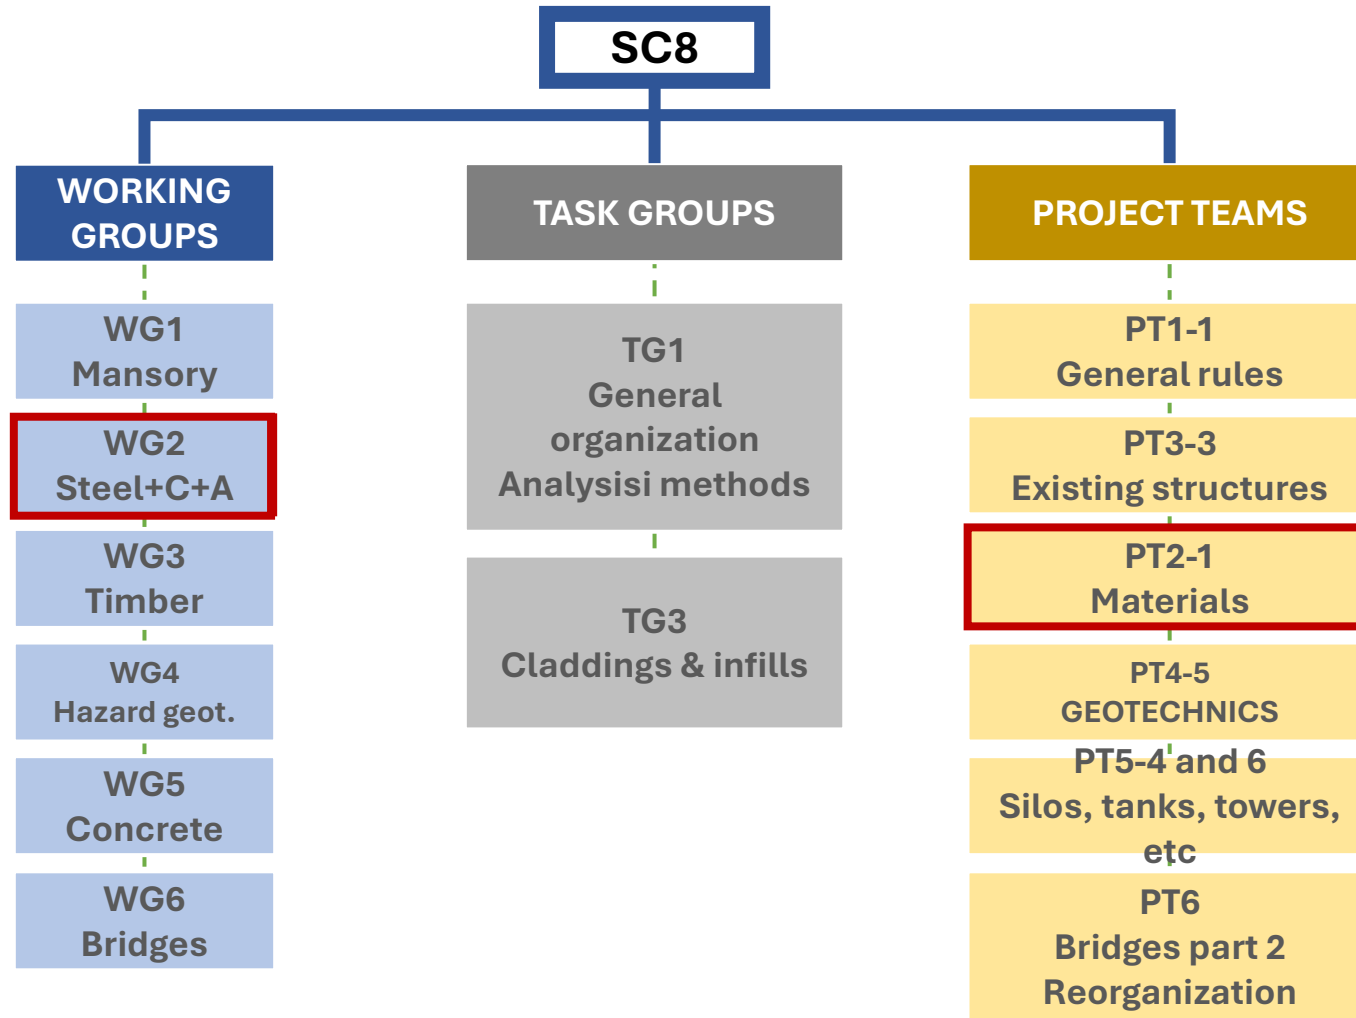 SC8
WORKING
GROUPS
WG1
Mansory
WG2
Steel+C+A
WG3
Timber
WG4
Hazard geot.
WG5
Concrete
WG6
Bridges
TASK GROUPS
TG1
General
organization
Analysisi methods
TG3
Claddings & infills
PROJECT TEAMS
PT1-1
General rules
PT3-3
Existing structures
PT2-1
Materials
PT4-5
GEOTECHNICS
PT5-4 and 6
Silos, tanks, towers,
etc
PT6
Bridges part 2
Reorganization